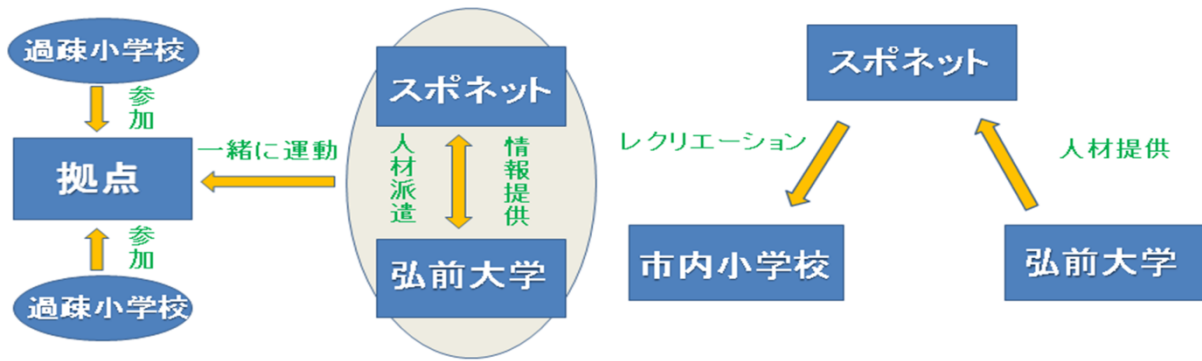 過疎小学校
参加
拠点
参加
過疎小学校
一緒に運動
スポネット
人材派遣
情報提供
弘前大学
スポネット
レクリエーション
人材提供
市内小学校
弘前大学